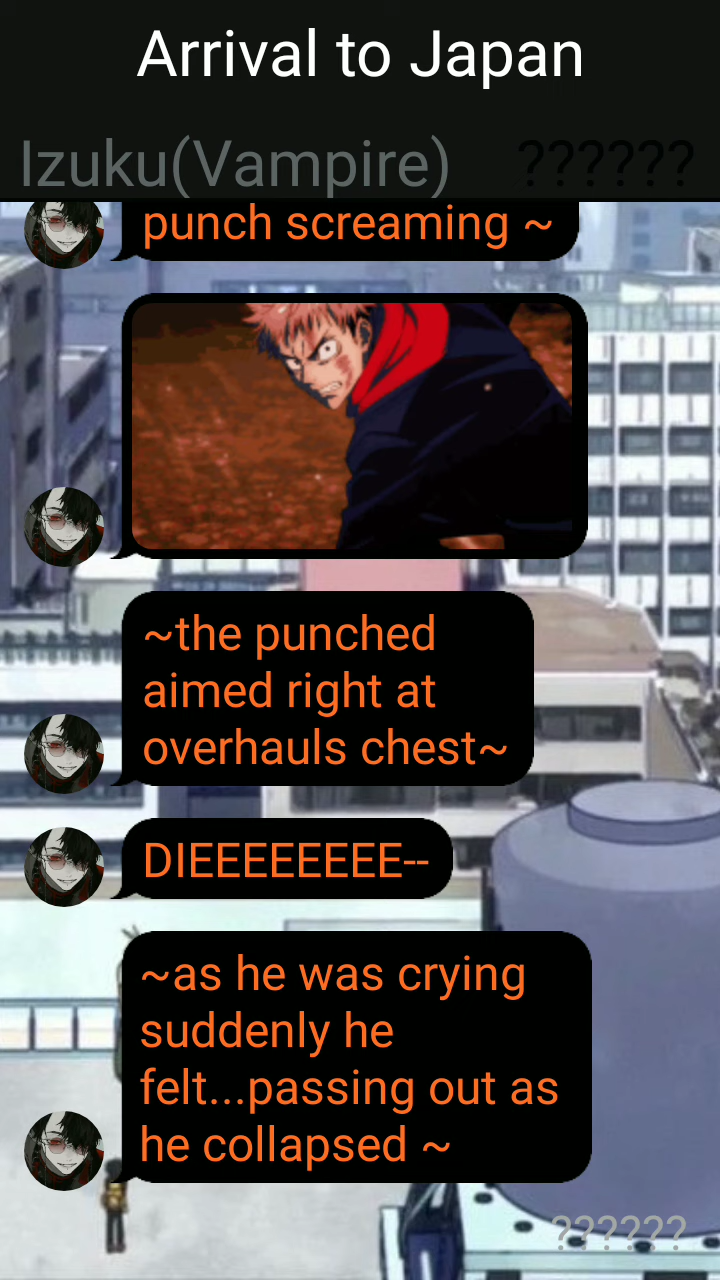 Arrival to Japan
Izuku(Vampire) ??????
punch screaming ~
~the punched
aimed right at
overhauls chest~
DIEEEEEEEEE--
~as he was crying
suddenly he
felt...passing out as
he collapsed ~
??????